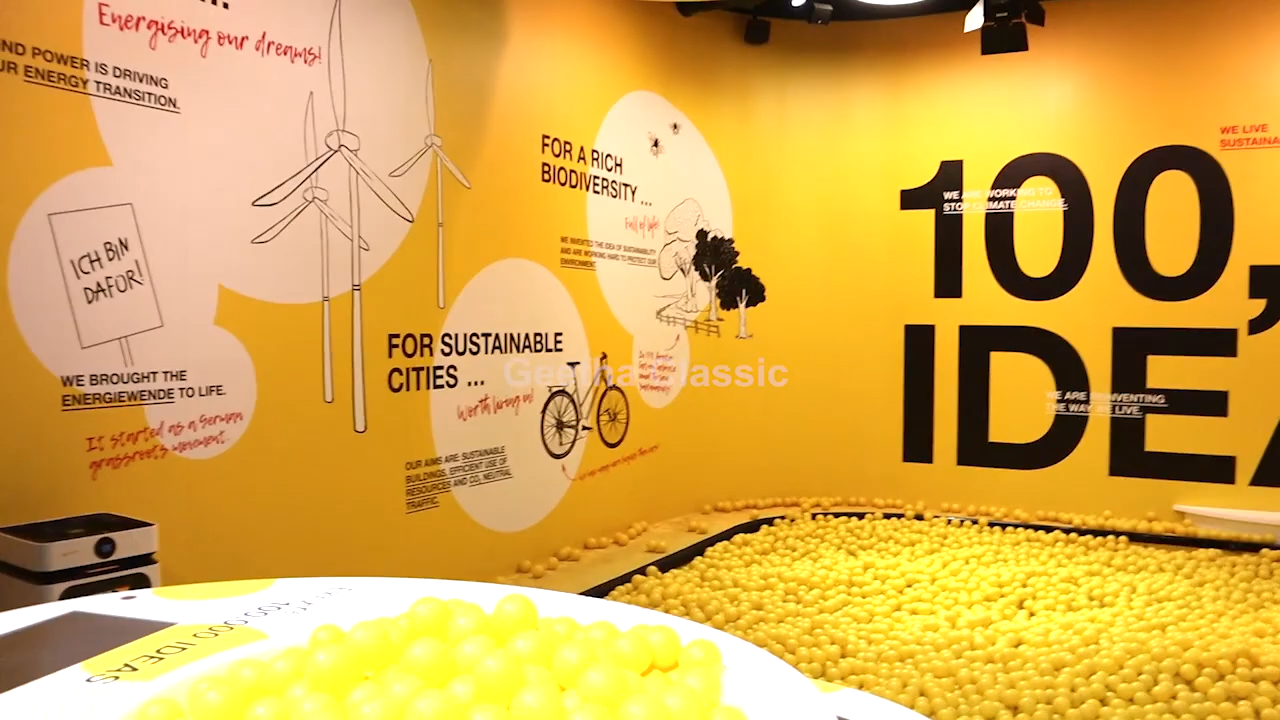 Energising our dreams!
ND POWER IS DRIVING
UR ENERGY TRANSITION.
ICH BIN
DAFÜR!
WE BROUGHT THE
ENERGIEWENDE TO LIFE.
It started as a German
grassroots movement.
FOR SUSTAINABLE
CITIES ...
Worth living in!
OUR AIMS ARE: SUSTAINABLE
BUILDINGS, EFFICIENT USE OF
RESOURCES AND CO₂ NEUTRAL
TRAFFIC.
FOR A RICH
BIODIVERSITY ...
Full of life!
WE INVENTED THE IDEA OF SUSTAINABILITY
AND ARE WORKING HARD TO PROTECT OUR
ENVIRONMENT.
WE LIVE
SUSTAINA
100,
IDEA
WE ARE WORKING TO
STOP CLIMATE CHANGE.
WE ARE REINVENTING
THE WAY WE LIVE.
100000 IDEAS
Classic